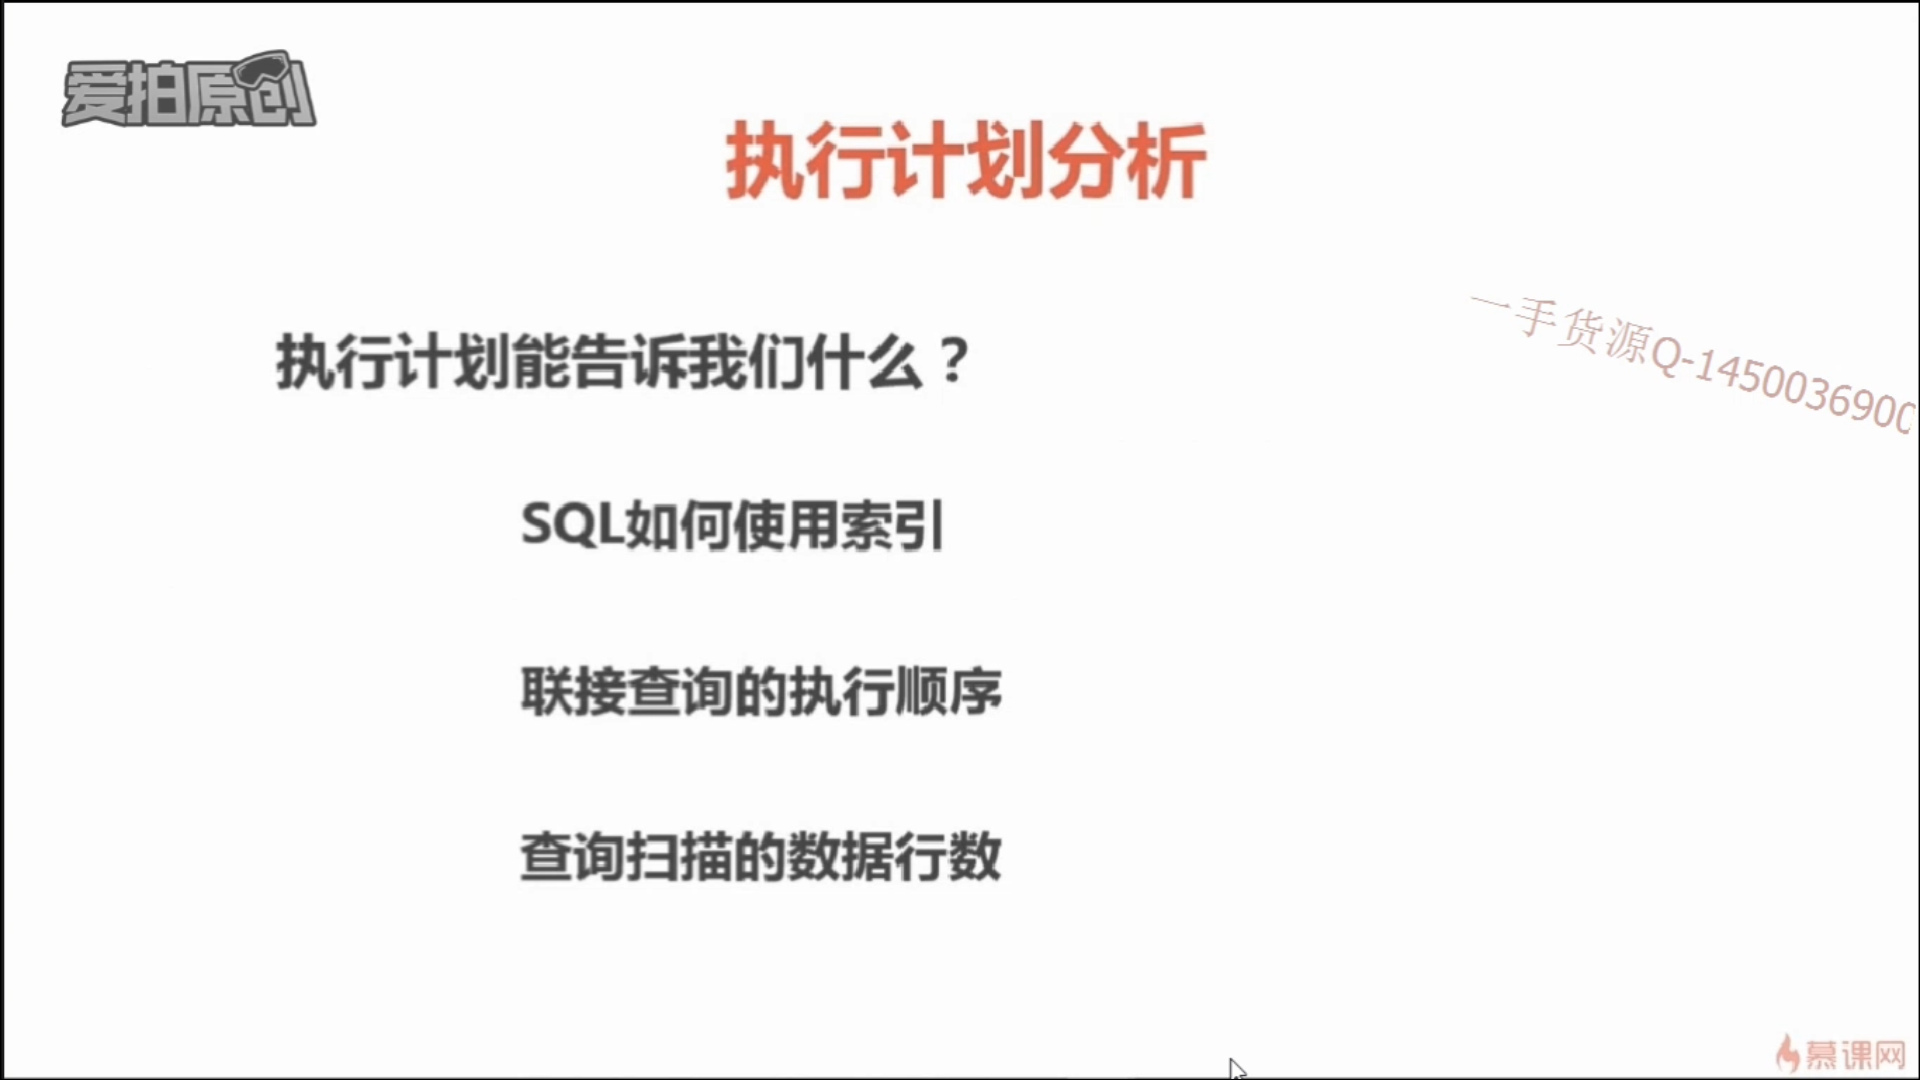 爱拍原创
执行计划分析
执行计划能告诉我们什么？
一手货源Q-1450036900
SQL如何使用索引
联接查询的执行顺序
查询扫描的数据行数
慕课网